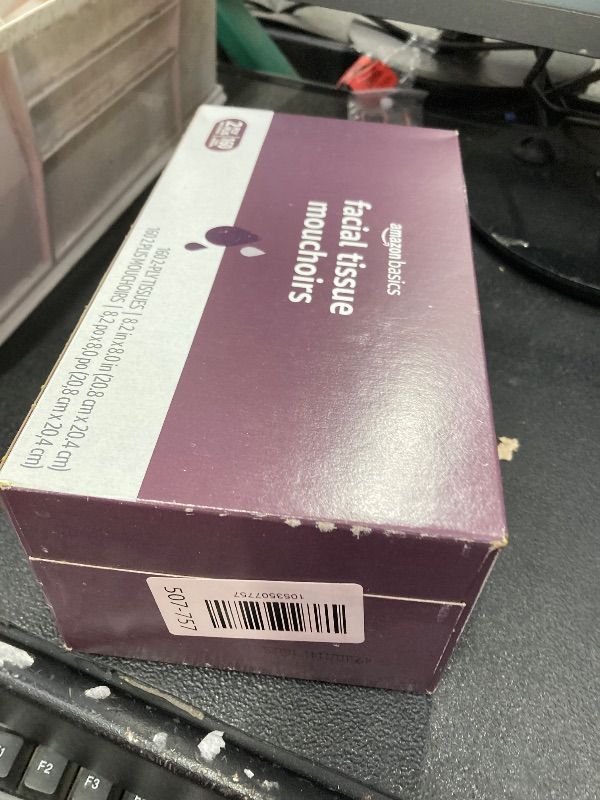 amazonbasics
facial tissue
mouchoirs
160 2-PLY TISSUES | 8.2 in x 8.0 in (20.8 cm x 20.4 cm)
160 2 PLIS MOUCHOIRS | 8,2 po x 8,0 po (20,8 cm x 20,4 cm)
1053507757
507-757
F2
F3